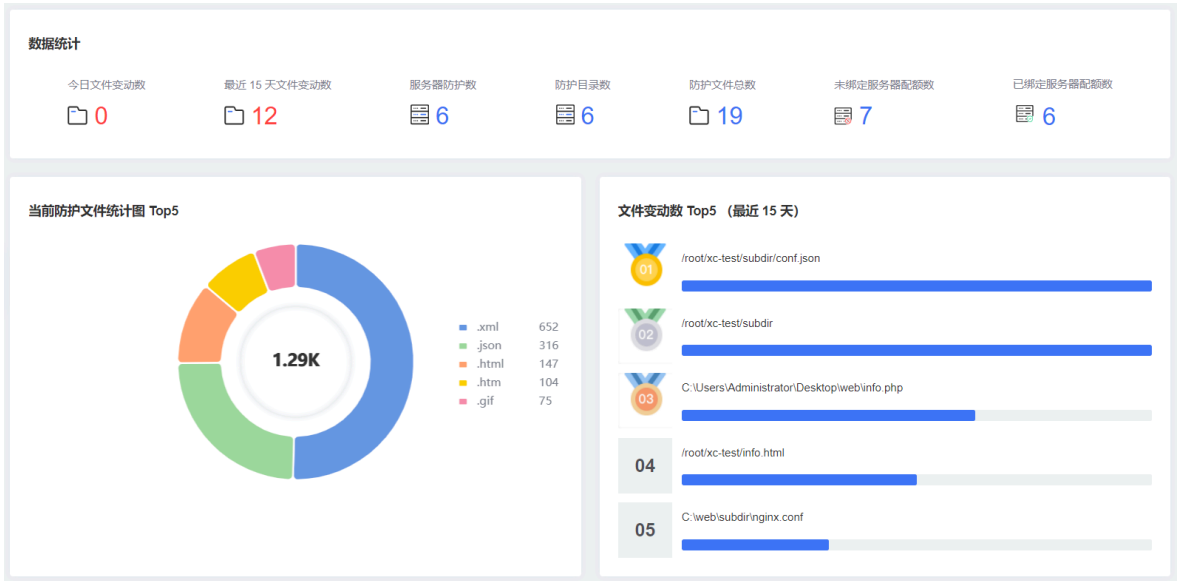 数据统计
今日文件变动数
最近 15 天文件变动数
服务器防护数
防护目录数
防护文件总数
未绑定服务器配额数
已绑定服务器配额数
0
12
6
6
19
7
6
当前防护文件统计图 Top5
1.29K
.xml 652
.json 316
.html 147
.htm 104
.gif 75
文件变动数 Top5 （最近 15 天）
01
/root/xc-test/subdir/conf.json
02
/root/xc-test/subdir
03
C:\Users\Administrator\Desktop\web\info.php
04
/root/xc-test/info.html
05
C:\web\subdir\nginx.conf